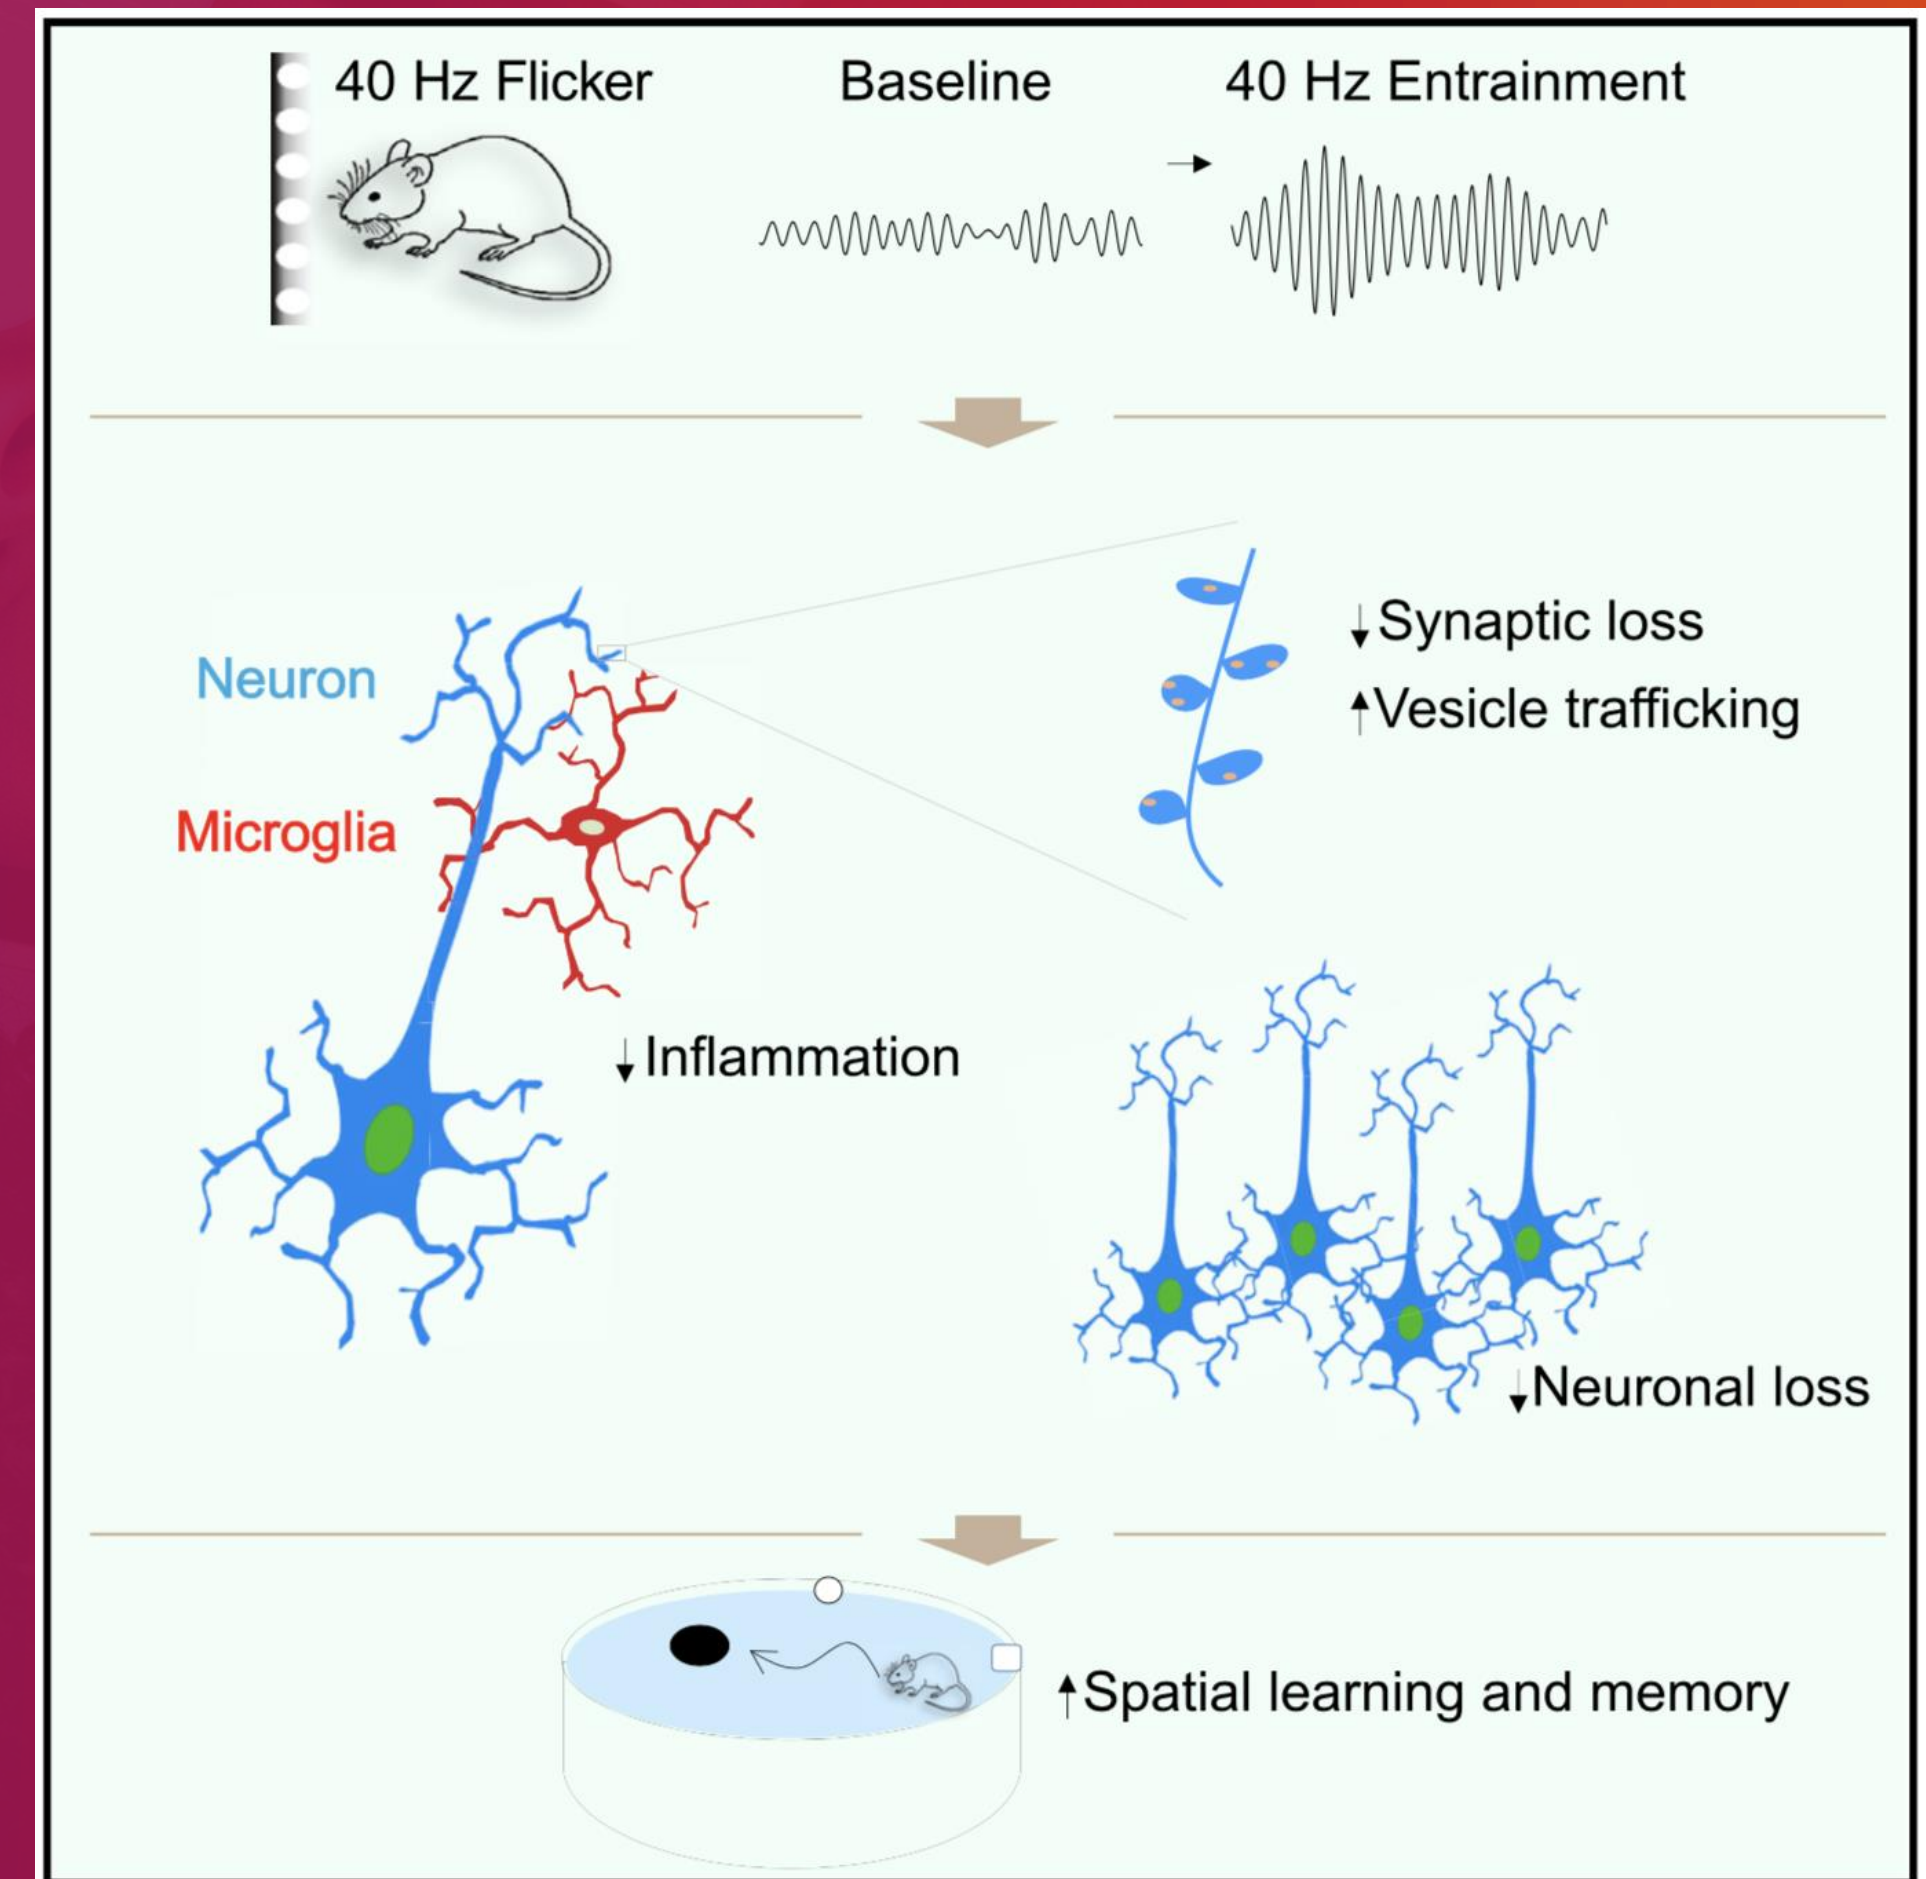 40 Hz Flicker
Baseline
40 Hz Entrainment
Neuron
Microglia
↓Synaptic loss
↑Vesicle trafficking
↓Inflammation
↓Neuronal loss
↑Spatial learning and memory